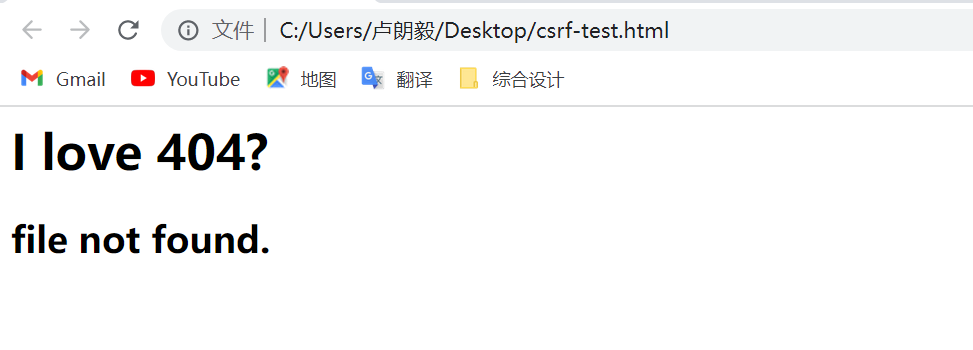 文件 C:/Users/卢朗毅/Desktop/csrf-test.html
Gmail YouTube 地图 翻译 综合设计
I love 404?
file not found.